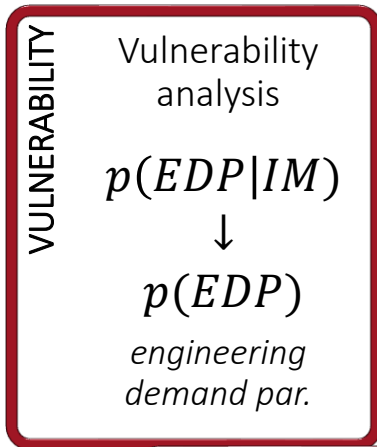 VULNERABILITY
Vulnerability
analysis
p(EDP|IM)
↓
p(EDP)
engineering
demand par.